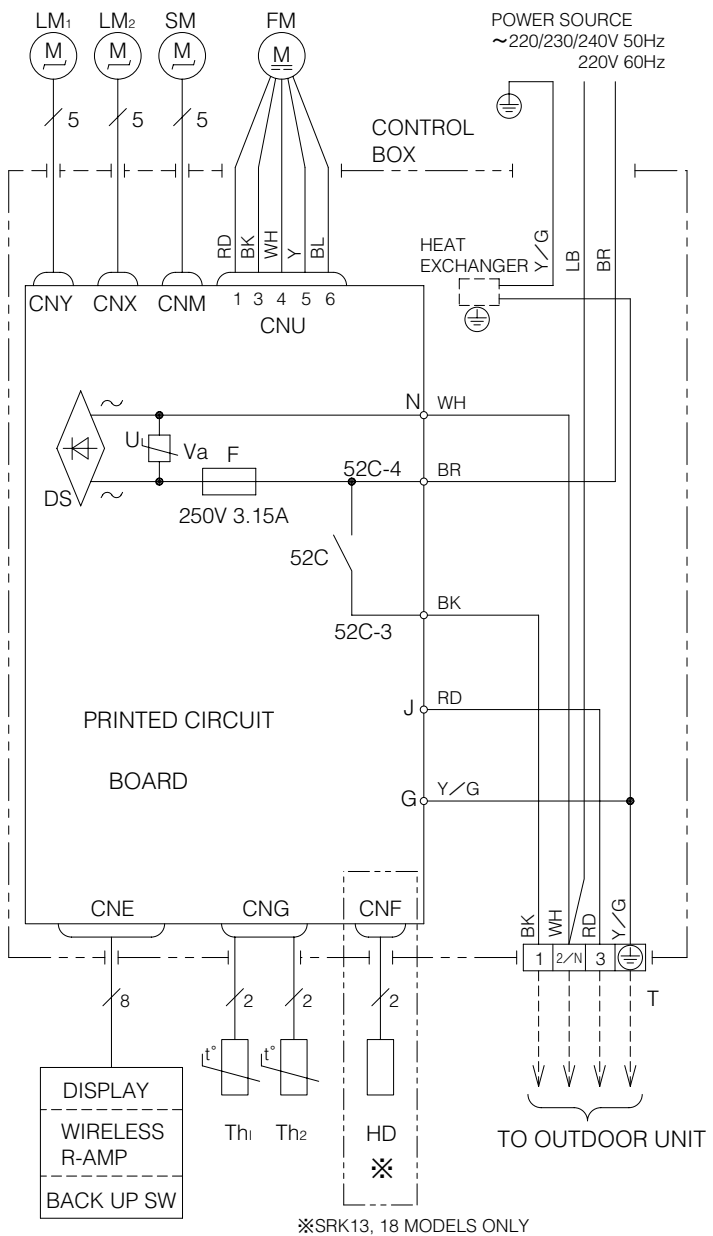 LM1 LM2 SM FM
M M M M
POWER SOURCE
~220/230/240V 50Hz
220V 60Hz
5 5 5
CONTROL
BOX
RD BK WH Y BL
HEAT
EXCHANGER
Y/G LB BR
CNY CNX CNM
1 3 4 5 6
CNU
N WH
U Va F
52C-4 BR
DS
250V 3.15A
52C
BK
52C-3
J RD
PRINTED CIRCUIT
BOARD
G Y/G
CNE CNG CNF
BK WH RD Y/G
1 2/N 3
T
8 2 2 2
t° t°
DISPLAY
WIRELESS
R-AMP
BACK UP SW
Th1 Th2 HD
※
TO OUTDOOR UNIT
※SRK13, 18 MODELS ONLY